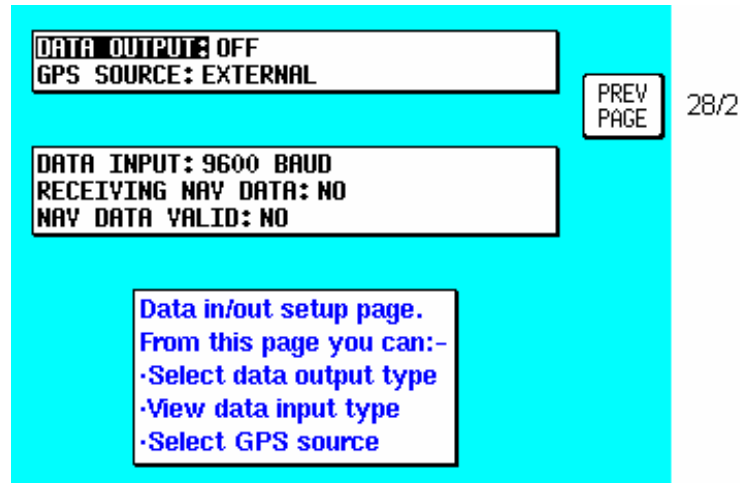 DATA OUTPUT: OFF
GPS SOURCE: EXTERNAL
PREV
PAGE
28/2
DATA INPUT: 9600 BAUD
RECEIVING NAV DATA: NO
NAV DATA VALID: NO
Data in/out setup page.
From this page you can:-
·Select data output type
·View data input type
·Select GPS source